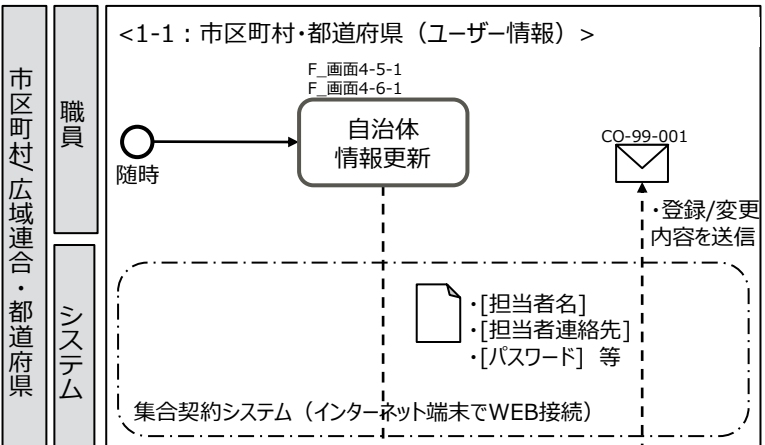 市区町村/広域連合・都道府県
職員
システム
<1-1：市区町村・都道府県（ユーザー情報）>
F_画面4-5-1
F_画面4-6-1
自治体
情報更新
随時
CO-99-001
・登録/変更
内容を送信
・[担当者名]
・[担当者連絡先]
・[パスワード] 等
集合契約システム（インターネット端末でWEB接続）